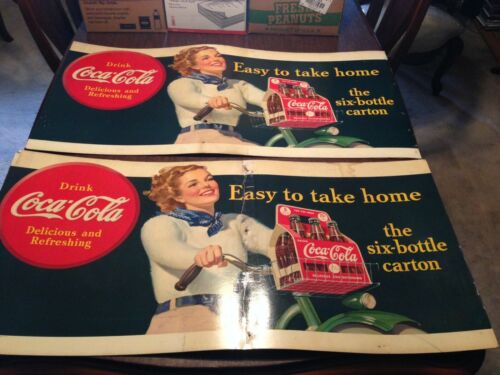 FRESH
PEANUTS
Drink
Coca-Cola
Delicious and
Refreshing
Easy to take home
Coca-Cola
the
six-bottle
carton
Drink
Coca-Cola
Delicious and
Refreshing
Easy to take home
Coca-Cola
the
six-bottle
carton